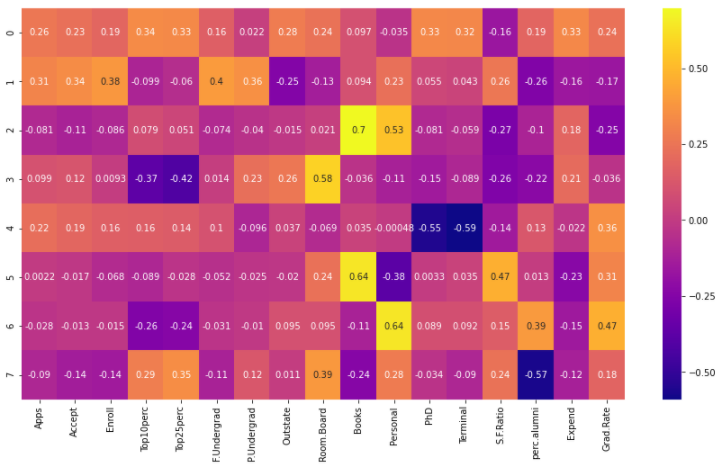 0 0.26 0.23 0.19 0.34 0.33 0.16 0.022 0.28 0.24 0.097 -0.035 0.33 0.32 -0.16 0.19 0.33 0.24
1 0.31 0.34 0.38 -0.099 -0.06 0.4 0.36 -0.25 -0.13 0.094 0.23 0.055 0.043 0.26 -0.26 -0.16 -0.17
2 -0.081 -0.11 -0.086 0.079 0.051 -0.074 -0.04 -0.015 0.021 0.7 0.53 -0.081 -0.059 -0.27 -0.1 0.18 -0.25
3 0.099 0.12 0.0093 -0.37 -0.42 0.014 0.23 0.26 0.58 -0.036 -0.11 -0.15 -0.089 -0.26 -0.22 0.21 -0.036
4 0.22 0.19 0.16 0.16 0.14 0.1 -0.096 0.037 -0.069 0.035 -0.00048 -0.55 -0.59 -0.14 0.13 -0.022 0.36
5 0.0022 -0.017 -0.068 -0.089 -0.028 -0.052 -0.025 -0.02 0.24 0.64 -0.38 0.0033 0.035 0.47 0.013 -0.23 0.31
6 -0.028 -0.013 -0.015 -0.26 -0.24 -0.031 -0.01 0.095 0.095 -0.11 0.64 0.089 0.092 0.15 0.39 -0.15 0.47
7 -0.09 -0.14 -0.14 0.29 0.35 -0.11 0.12 0.011 0.39 -0.24 0.28 -0.034 -0.09 0.24 -0.57 -0.12 0.18
Apps Accept Enroll Top10perc Top25perc F.Undergrad P.Undergrad Outstate Room.Board Books Personal PhD Terminal S.F.Ratio perc.alumni Expend Grad.Rate
0.50
0.25
0.00
-0.25
-0.50